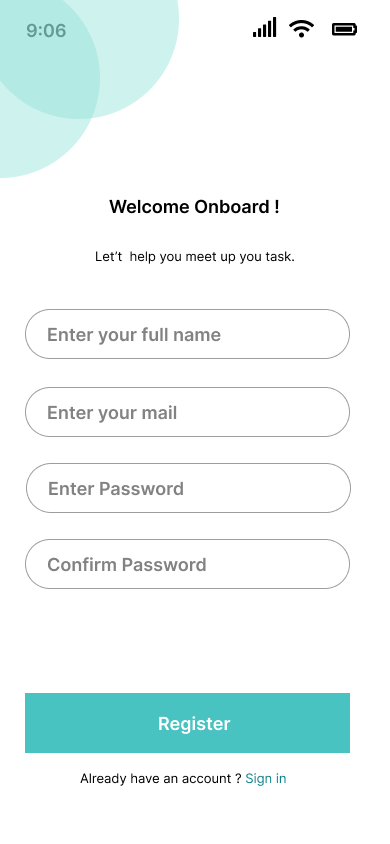 9:06
Welcome Onboard !
Let't  help you meet up you task.
Enter your full name
Enter your mail
Enter Password
Confirm Password
Register
Already have an account ? Sign in